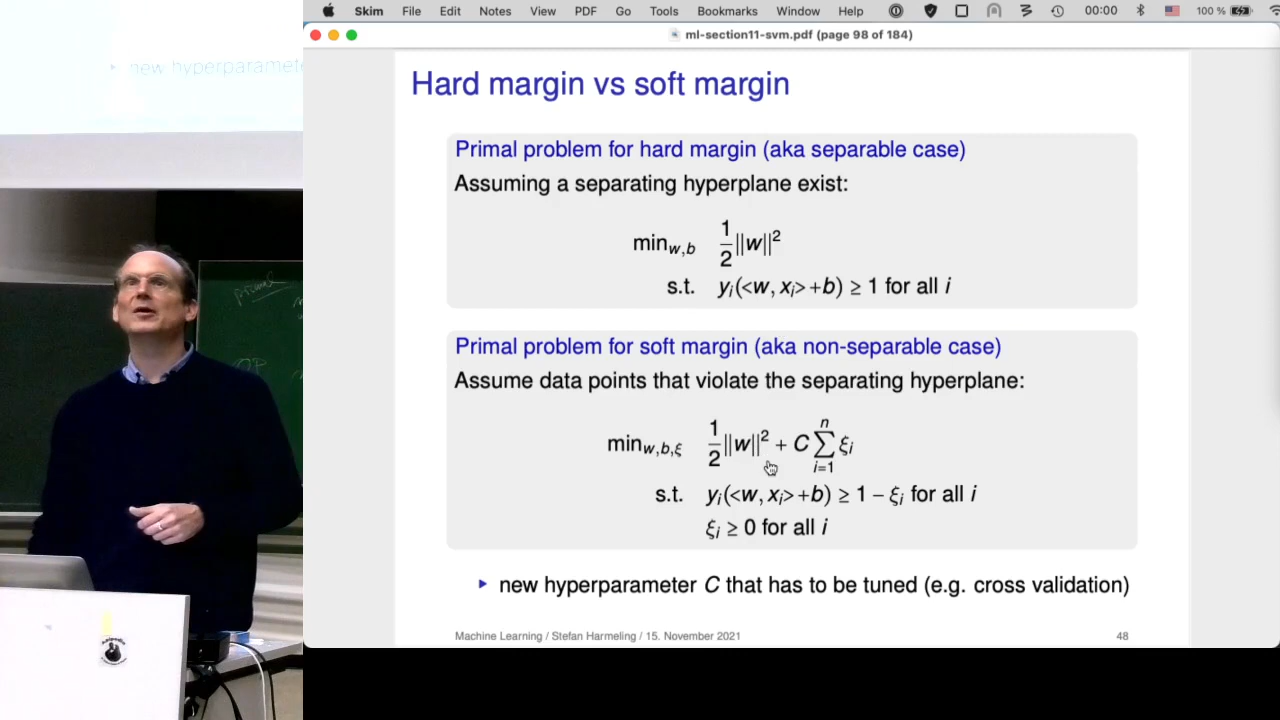 Skim File Edit Notes View PDF Go Tools Bookmarks Window Help 00:00 100 %
ml-section11-svm.pdf (page 98 of 184)
new hyperparameter
Hard margin vs soft margin
Primal problem for hard margin (aka separable case)
Assuming a separating hyperplane exist:
min_{w,b} 1/2 ||w||²
s.t. y_i(<w, x_i> +b) ≥ 1 for all i
Primal problem for soft margin (aka non-separable case)
Assume data points that violate the separating hyperplane:
min_{w,b,ξ} 1/2 ||w||² + C ∑_{i=1}^{n} ξ_i
s.t. y_i(<w, x_i> +b) ≥ 1 − ξ_i for all i
ξ_i ≥ 0 for all i
▸ new hyperparameter C that has to be tuned (e.g. cross validation)
Machine Learning / Stefan Harmeling / 15. November 2021 48
primal